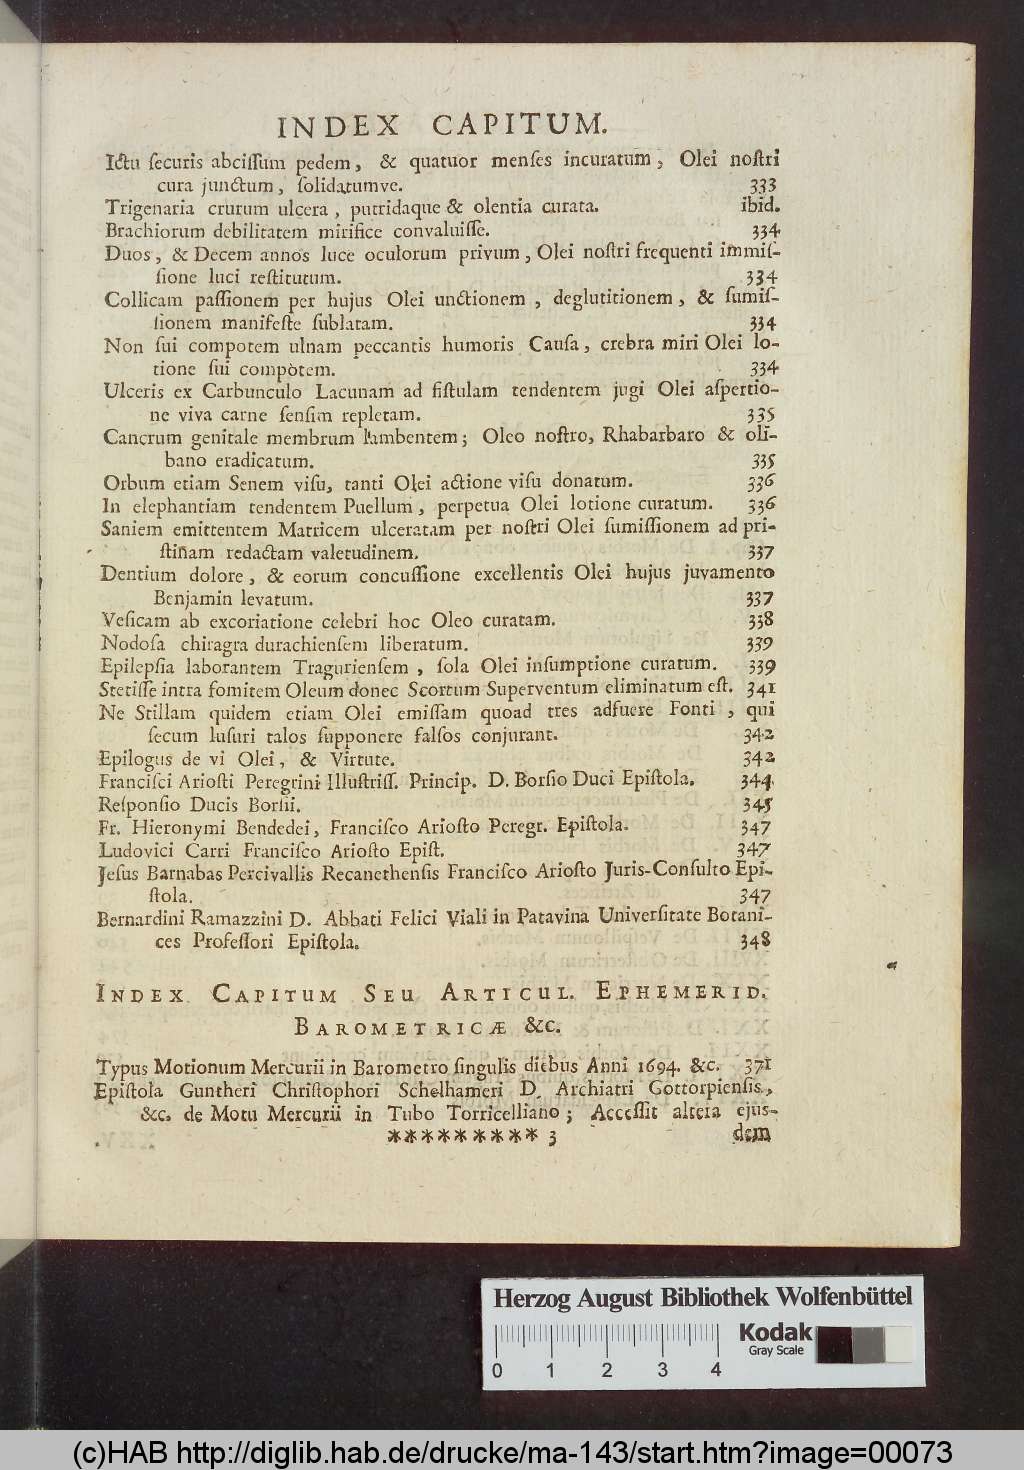 INDEX CAPITUM.
Ictu ſecuris abciſſum pedem, & quatuor menſes incuratum, Olei noſtri
cura junctum, ſolidatumve. 333
Trigenaria crurum ulcera, putridaque & olentia curata. ibid.
Brachiorum debilitatem mirifice convaluiſſe. 334
Duos, & Decem annos luce oculorum privum, Olei noſtri frequenti immiſ-
ſione luci reſtitutum. 334
Collicam paſſionem per hujus Olei unctionem, deglutitionem, & ſumiſ-
ſionem manifeſte ſublatam. 334
Non ſui compotem ulnam peccantis humoris Cauſa, crebra miri Olei lo-
tione ſui compòtem. 334
Ulceris ex Carbunculo Lacunam ad fiſtulam tendentem jugi Olei aſpertio-
ne viva carne ſenſim repletam. 335
Cancrum genitale membrum lambentem; Oleo noſtro, Rhabarbaro & oli-
bano eradicatum. 335
Orbum etiam Senem viſu, tanti Olei actione viſu donatum. 336
In elephantiam tendentem Puellum, perpetua Olei lotione curatum. 336
Saniem emittentem Matricem ulceratam per noſtri Olei ſumiſſionem ad pri-
ſtinam redactam valetudinem. 337
Dentium dolore, & eorum concuſſione excellentis Olei hujus juvamento
Benjamin levatum. 337
Veſicam ab excoriatione celebri hoc Oleo curatam. 338
Nodoſa chiragra durachienſem liberatum. 339
Epilepſia laborantem Tragurienſem, ſola Olei inſumptione curatum. 339
Stetiſſe intra fomitem Oleum donec Scortum Superventum eliminatum eſt. 341
Ne Stillam quidem etiam Olei emiſſam quoad tres adfuere Fonti, qui
ſecum luſuri talos ſupponere falſos conjurant. 342
Epilogus de vi Olei, & Virtute. 342
Franciſci Arioſti Peregrini Illuſtriſſ. Princip. D. Borſio Duci Epiſtola. 344
Reſponſio Ducis Borſii. 345
Fr. Hieronymi Bendedei, Franciſco Arioſto Peregr. Epiſtola. 347
Ludovici Carri Franciſco Arioſto Epiſt. 347
Jeſus Barnabas Percivallis Recanethenſis Franciſco Arioſto Juris-Conſulto Epi-
ſtola. 347
Bernardini Ramazzini D. Abbati Felici Viali in Patavina Univerſitate Botani-
ces Profeſſori Epiſtola. 348
INDEX CAPITUM SEU ARTICUL. EPHEMERID.
BAROMETRICÆ &c.
Typus Motionum Mercurii in Barometro ſingulis diebus Anni 1694. &c. 371
Epiſtola Guntheri Chriſtophori Schelhameri D. Archiatri Gottorpienſis,
&c. de Motu Mercurii in Tubo Torricelliano; Acceſſit altera ejus-
********* 3 dem
Herzog August Bibliothek Wolfenbüttel
Kodak
Gray Scale
0 1 2 3 4
(c)HAB http://diglib.hab.de/drucke/ma-143/start.htm?image=00073